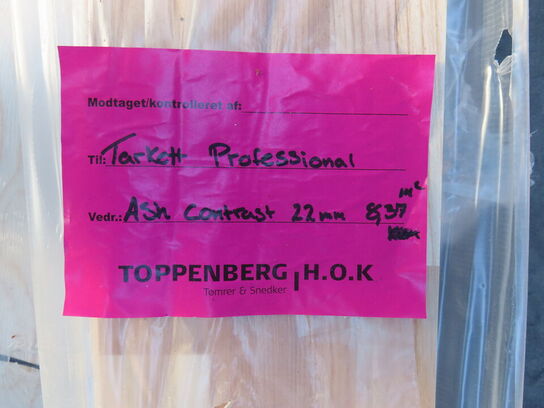 Modtaget/kontrolleret af:
Til: Tarkett Professional
Vedr.: Ash contrast 22mm 8,37 m²
TOPPENBERG H.O.K
Tømrer & Snedker